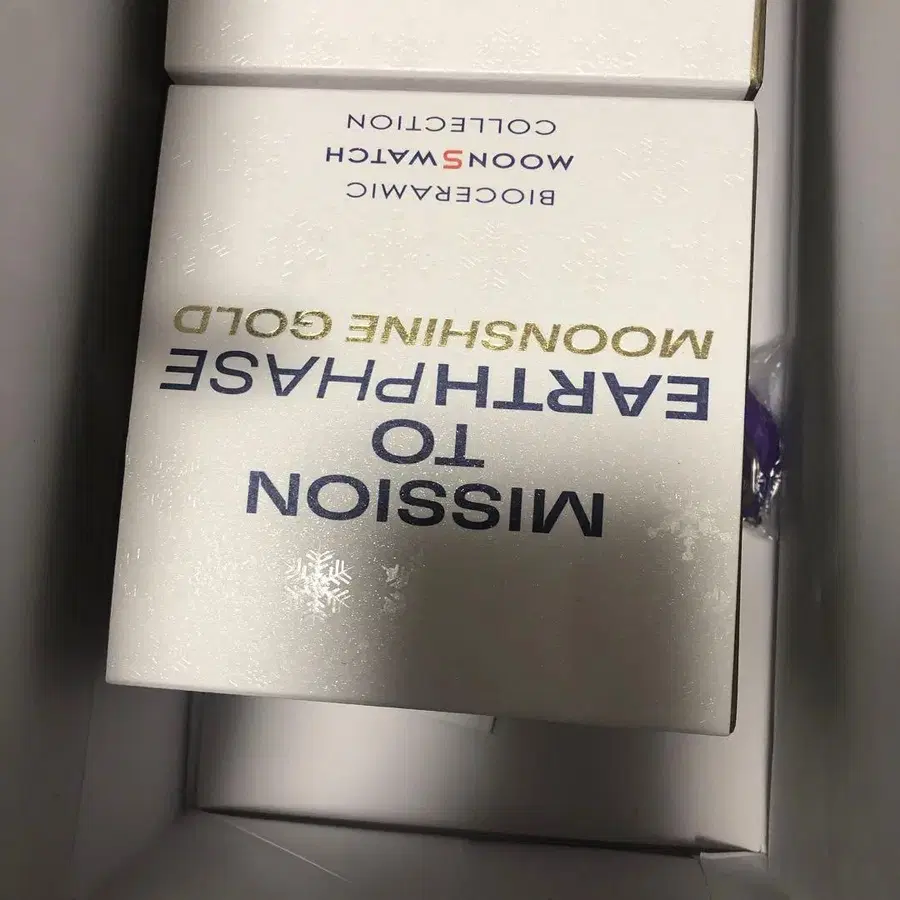 MISSION
TO
EARTHPHASE
MOONSHINE GOLD
BIOCERAMIC
MOONSWATCH
COLLECTION